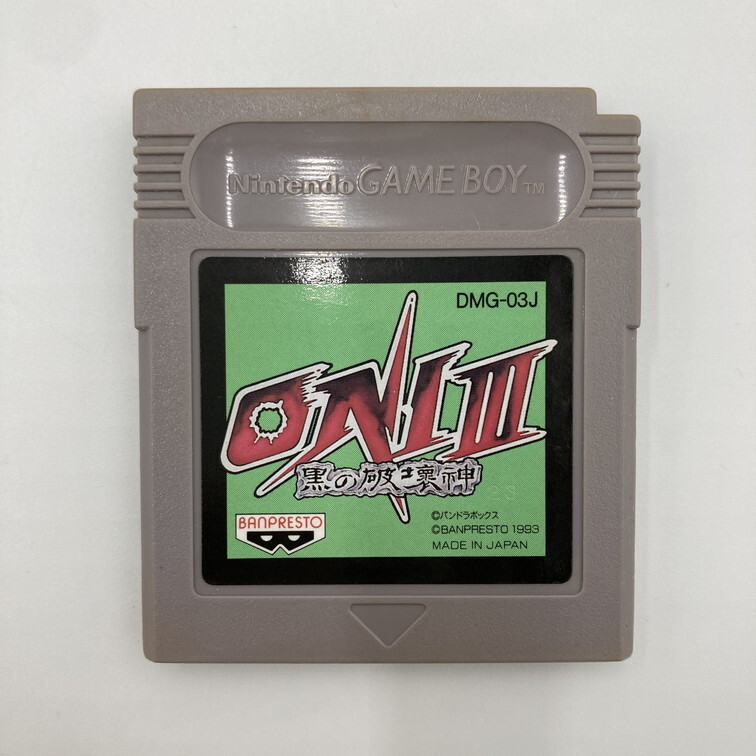 Nintendo GAME BOY TM
DMG-03J
ONI III
黒の破壊神
23
BANPRESTO
©パンドラボックス
©BANPRESTO 1993
MADE IN JAPAN